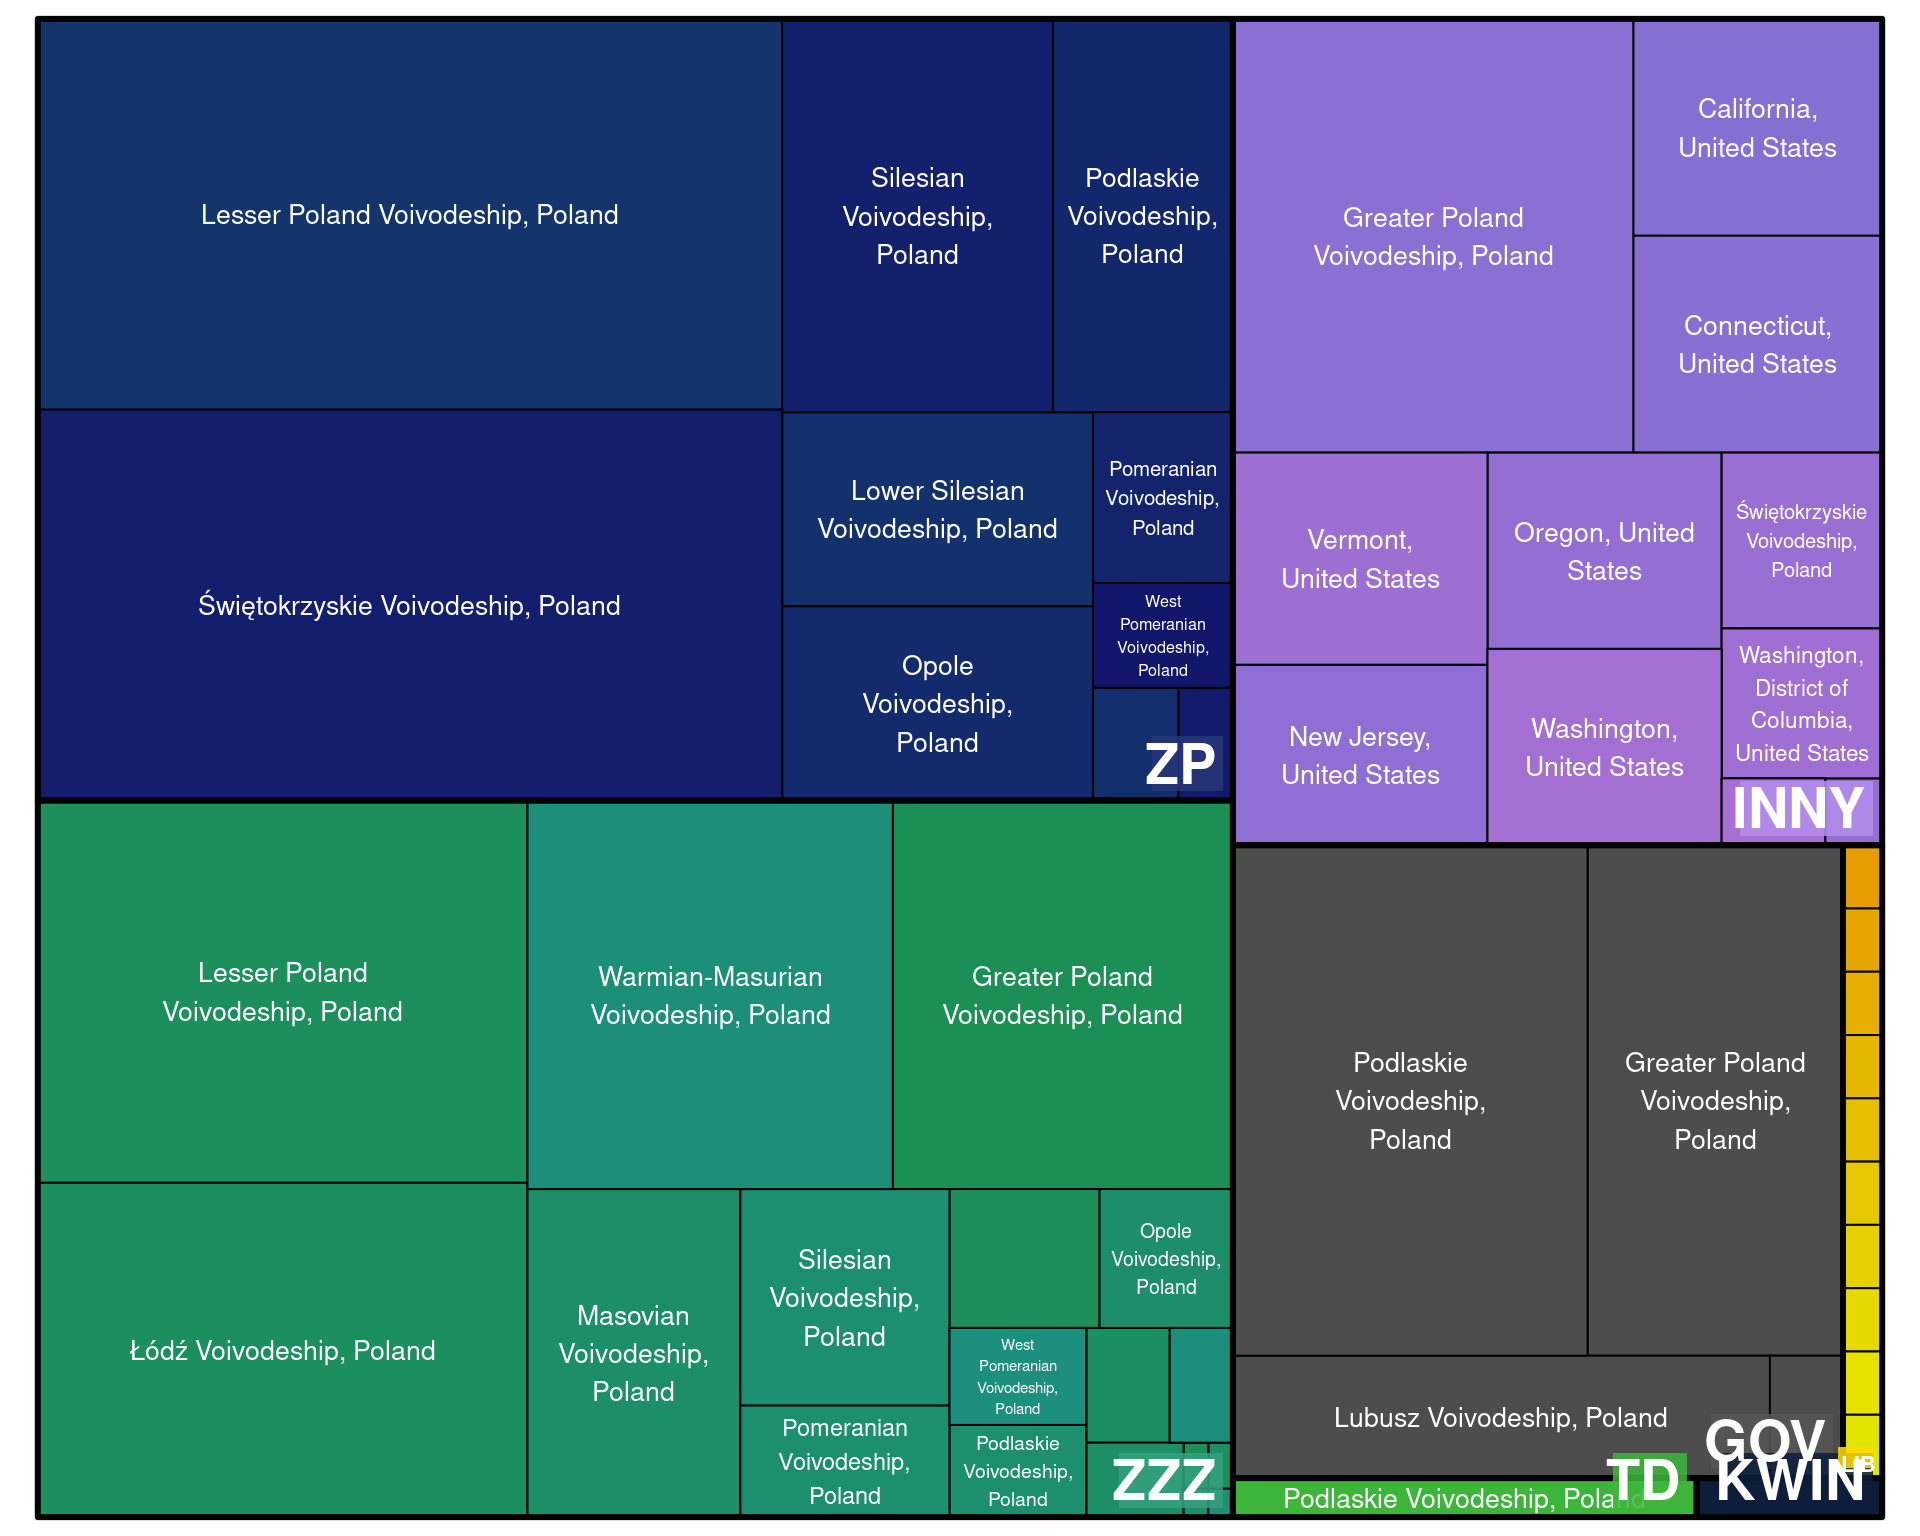 Lesser Poland Voivodeship, Poland
Silesian
Voivodeship,
Poland
Podlaskie
Voivodeship,
Poland
Świętokrzyskie Voivodeship, Poland
Lower Silesian
Voivodeship, Poland
Pomeranian
Voivodeship,
Poland
West
Pomeranian
Voivodeship,
Poland
Opole
Voivodeship,
Poland
ZP
Greater Poland
Voivodeship, Poland
California,
United States
Connecticut,
United States
Vermont,
United States
Oregon, United
States
Świętokrzyskie
Voivodeship,
Poland
New Jersey,
United States
Washington,
United States
Washington,
District of
Columbia,
United States
INNY
Lesser Poland
Voivodeship, Poland
Warmian-Masurian
Voivodeship, Poland
Greater Poland
Voivodeship, Poland
Łódź Voivodeship, Poland
Masovian
Voivodeship,
Poland
Silesian
Voivodeship,
Poland
Pomeranian
Voivodeship,
Poland
Opole
Voivodeship,
Poland
West
Pomeranian
Voivodeship,
Poland
Podlaskie
Voivodeship,
Poland
ZZZ
Podlaskie
Voivodeship,
Poland
Greater Poland
Voivodeship,
Poland
Lubusz Voivodeship, Poland
GOV
LIB
TD
KWIN
Podlaskie Voivodeship, Poland